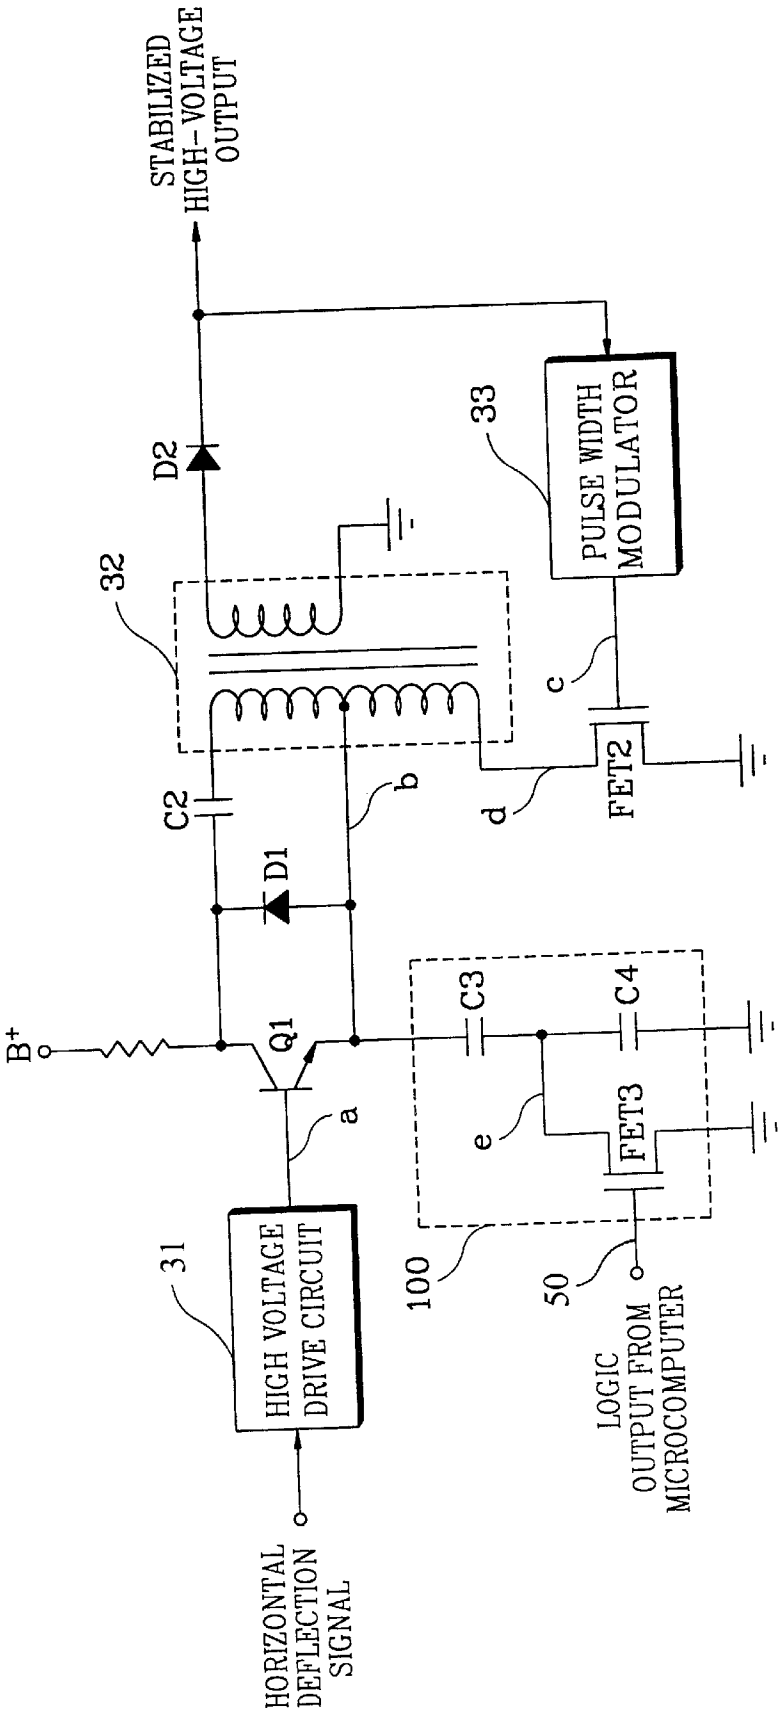 HORIZONTAL
DEFLECTION
SIGNAL
31
HIGH VOLTAGE
DRIVE CIRCUIT
a
B+
Q1
D1
C2
b
32
D2
STABILIZED
HIGH-VOLTAGE
OUTPUT
33
PULSE WIDTH
MODULATOR
c
FET2
d
100
C3
C4
e
FET3
50
LOGIC
OUTPUT FROM
MICROCOMPUTER